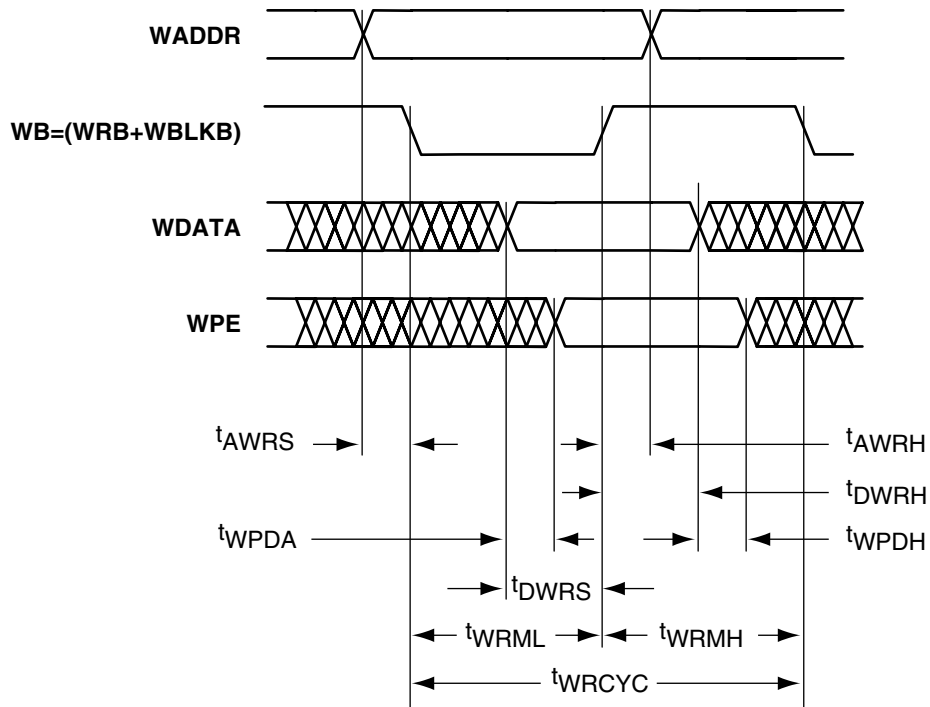 WADDR
WB=(WRB+WBLKB)
WDATA
WPE
tAWRS
tAWRH
tDWRH
tWPDA
tWPDH
tDWRS
tWRML
tWRMH
tWRCYC